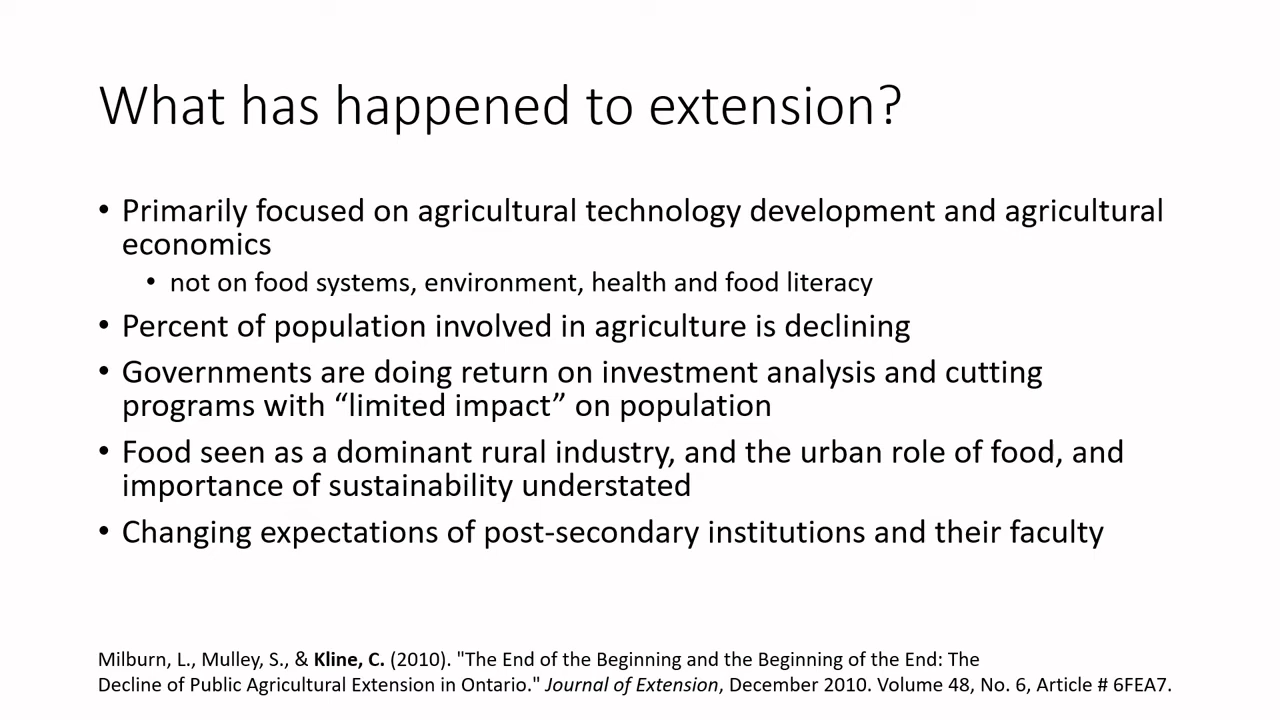 What has happened to extension?
• Primarily focused on agricultural technology development and agricultural
economics
• not on food systems, environment, health and food literacy
• Percent of population involved in agriculture is declining
• Governments are doing return on investment analysis and cutting
programs with “limited impact” on population
• Food seen as a dominant rural industry, and the urban role of food, and
importance of sustainability understated
• Changing expectations of post-secondary institutions and their faculty
Milburn, L., Mulley, S., & Kline, C. (2010). "The End of the Beginning and the Beginning of the End: The
Decline of Public Agricultural Extension in Ontario." Journal of Extension, December 2010. Volume 48, No. 6, Article # 6FEA7.